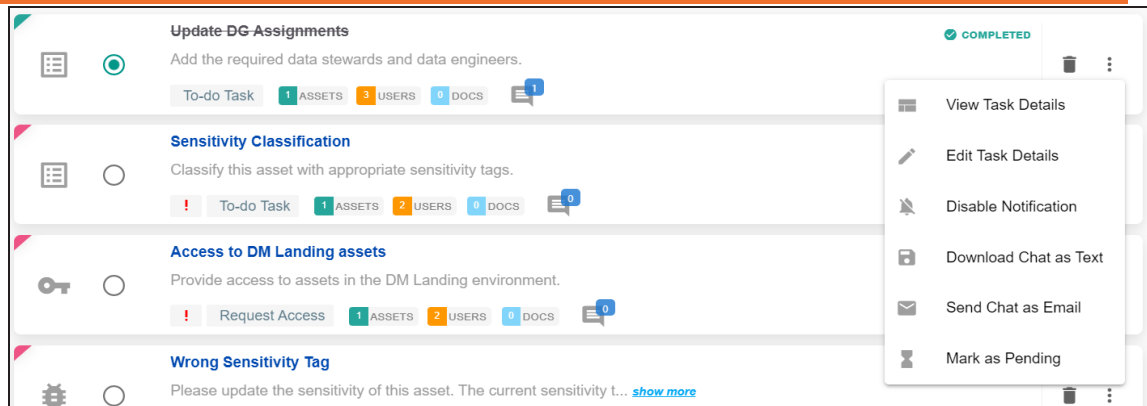 Update DG Assignments
COMPLETED
Add the required data stewards and data engineers.
To-do Task 1 ASSETS 3 USERS 0 DOCS 1
View Task Details
Edit Task Details
Disable Notification
Download Chat as Text
Send Chat as Email
Mark as Pending
Sensitivity Classification
Classify this asset with appropriate sensitivity tags.
! To-do Task 1 ASSETS 2 USERS 0 DOCS 0
Access to DM Landing assets
Provide access to assets in the DM Landing environment.
! Request Access 1 ASSETS 2 USERS 0 DOCS 0
Wrong Sensitivity Tag
Please update the sensitivity of this asset. The current sensitivity t... show more